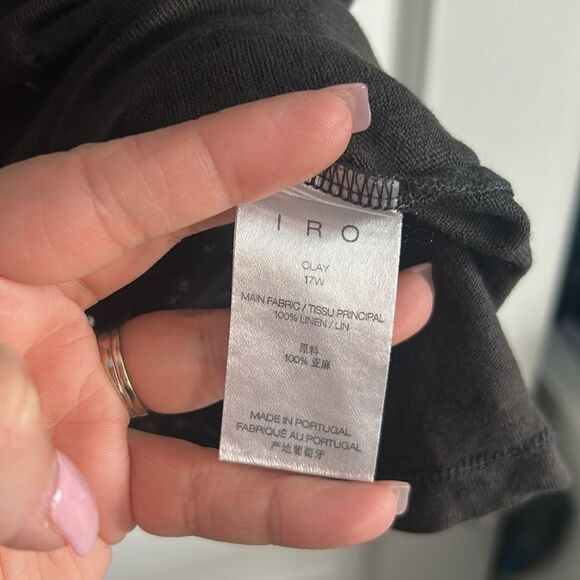 IRO
CLAY
17W
MAIN FABRIC / TISSU PRINCIPAL
100% LINEN / LIN
原料
100% 亚麻
MADE IN PORTUGAL
FABRIQUÉ AU PORTUGAL
产地葡萄牙